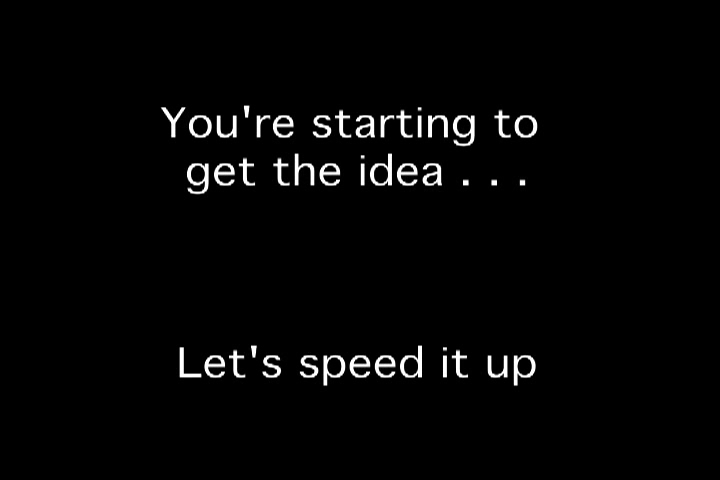 You're starting to
get the idea . . .
Let's speed it up